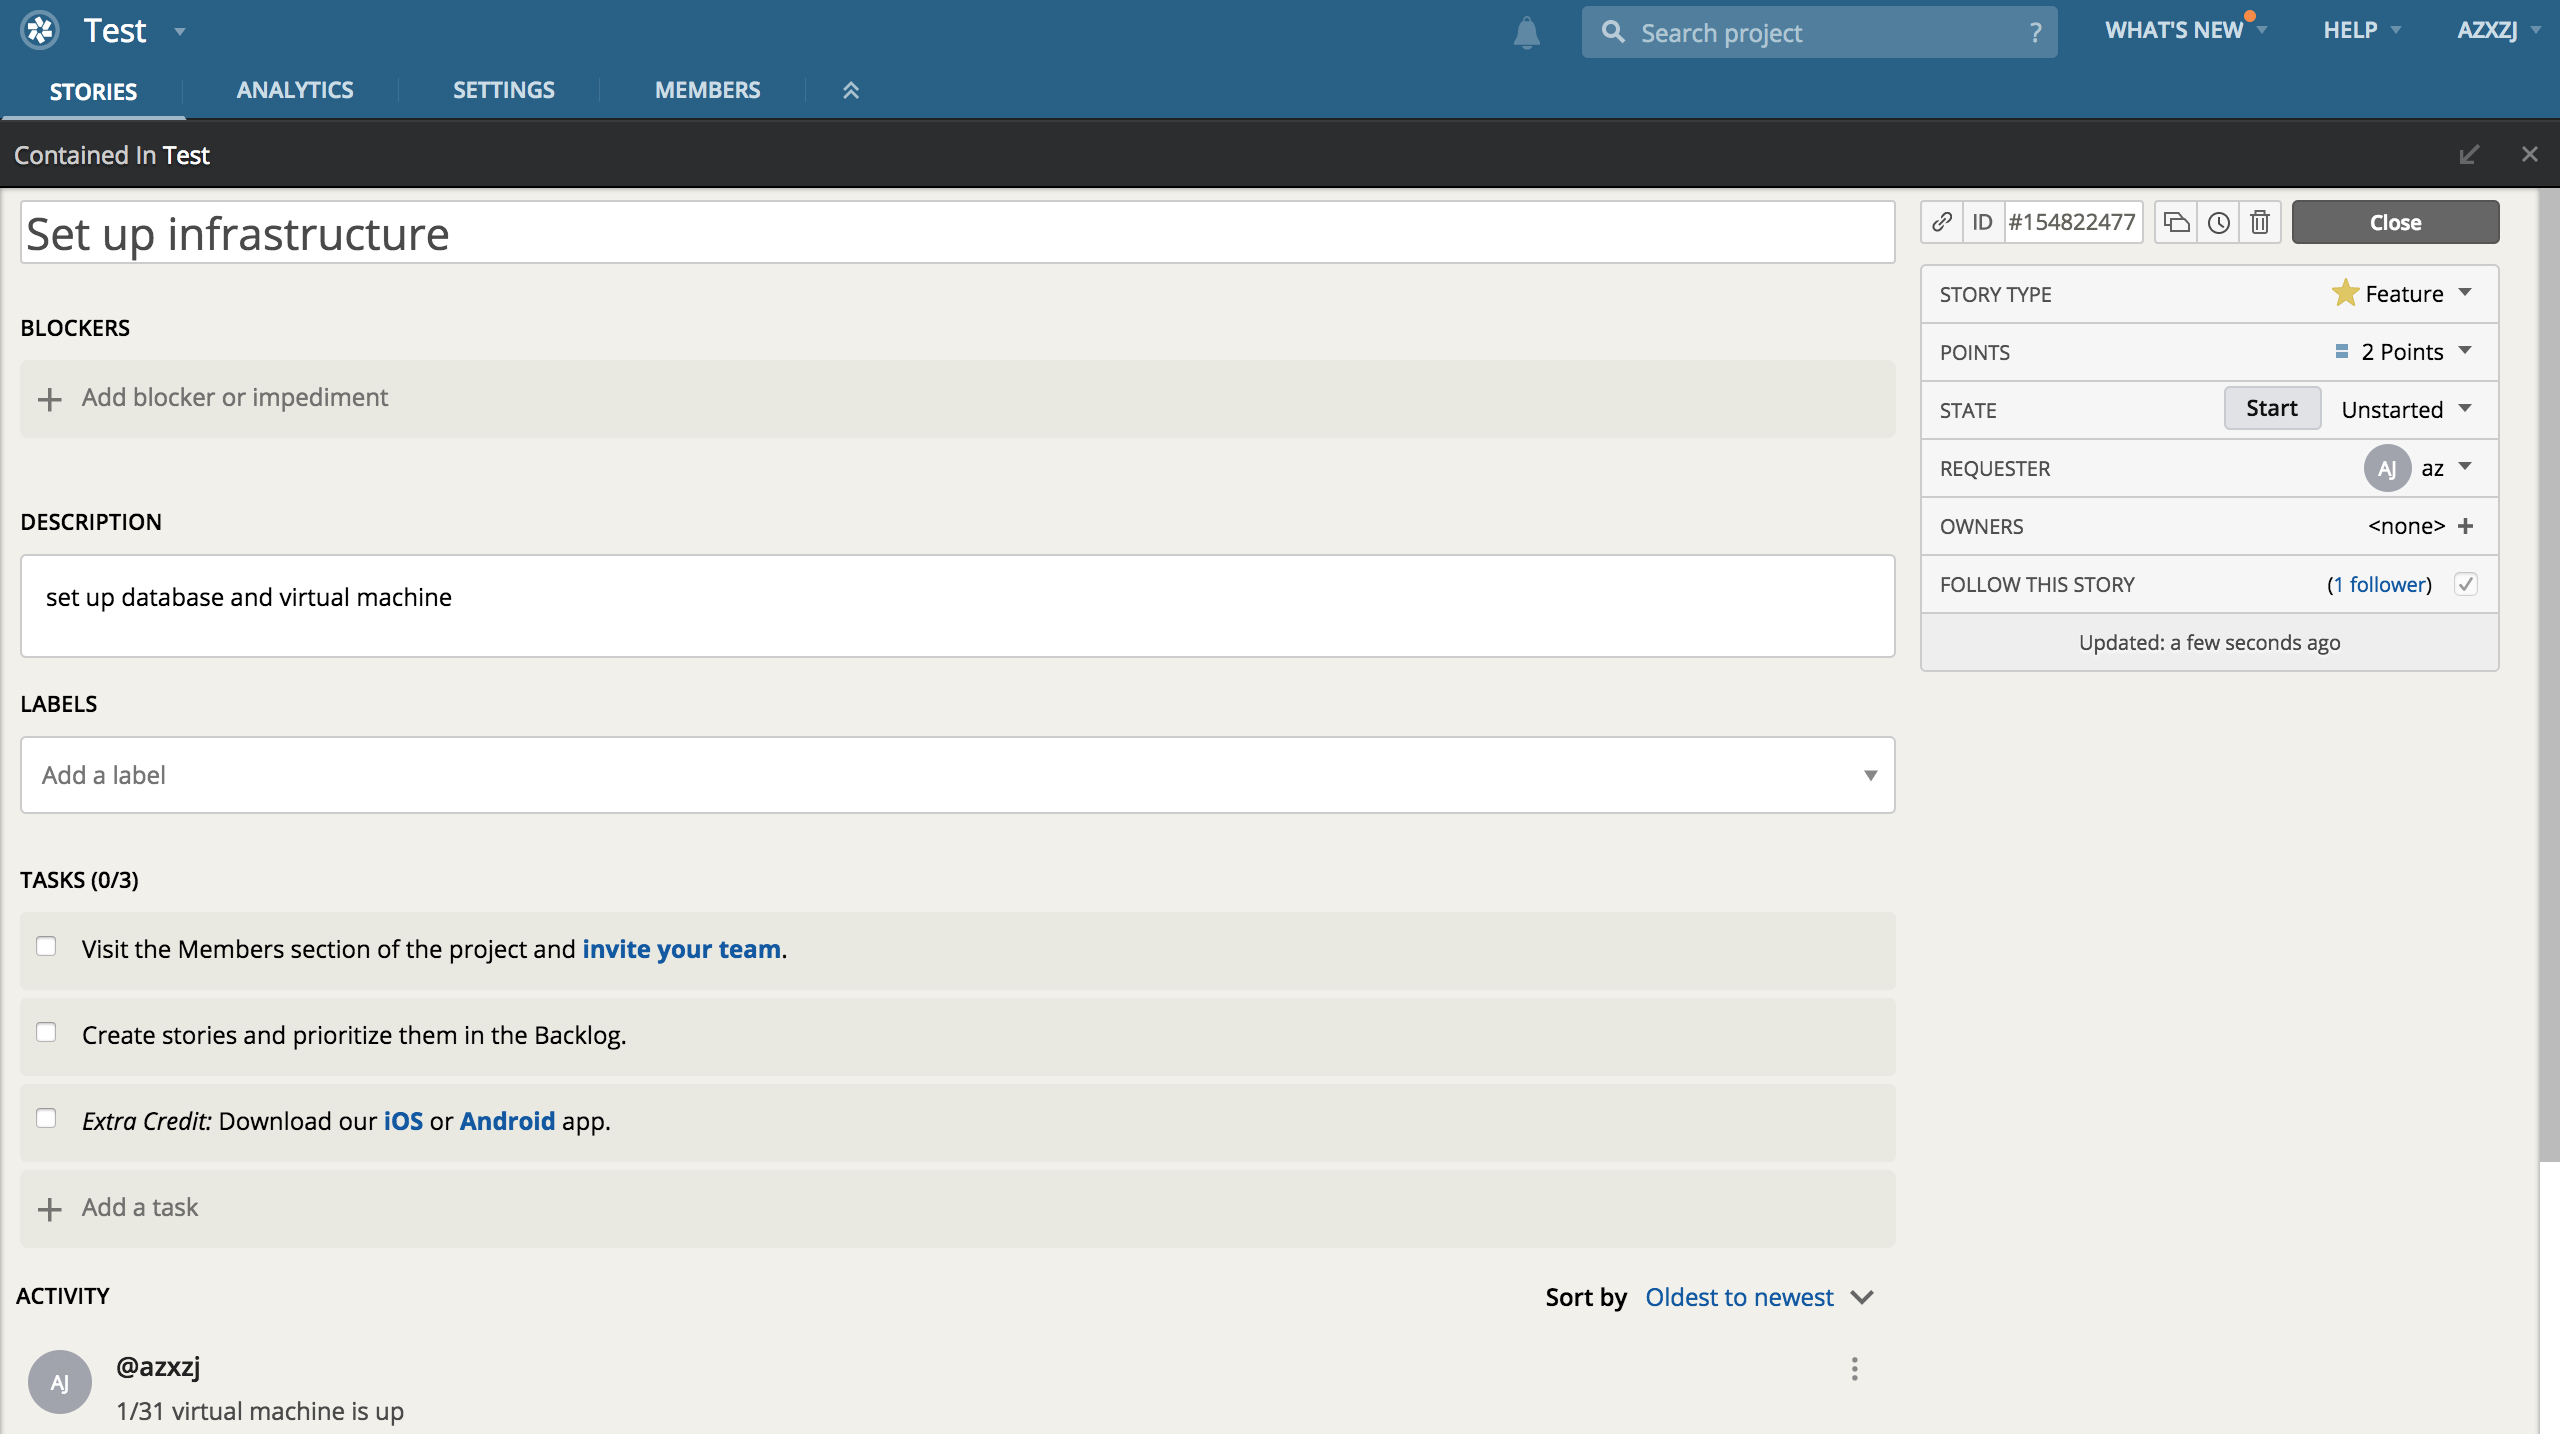 Test
Search project ?
WHAT'S NEW
HELP
AZXZJ
STORIES
ANALYTICS
SETTINGS
MEMBERS
Contained In Test
Set up infrastructure
ID #154822477
Close
STORY TYPE Feature
POINTS 2 Points
STATE Start Unstarted
REQUESTER AJ az
OWNERS <none> +
FOLLOW THIS STORY (1 follower)
Updated: a few seconds ago
BLOCKERS
+ Add blocker or impediment
DESCRIPTION
set up database and virtual machine
LABELS
Add a label
TASKS (0/3)
Visit the Members section of the project and invite your team.
Create stories and prioritize them in the Backlog.
Extra Credit: Download our iOS or Android app.
+ Add a task
ACTIVITY
Sort by Oldest to newest
AJ
@azxzj
1/31 virtual machine is up